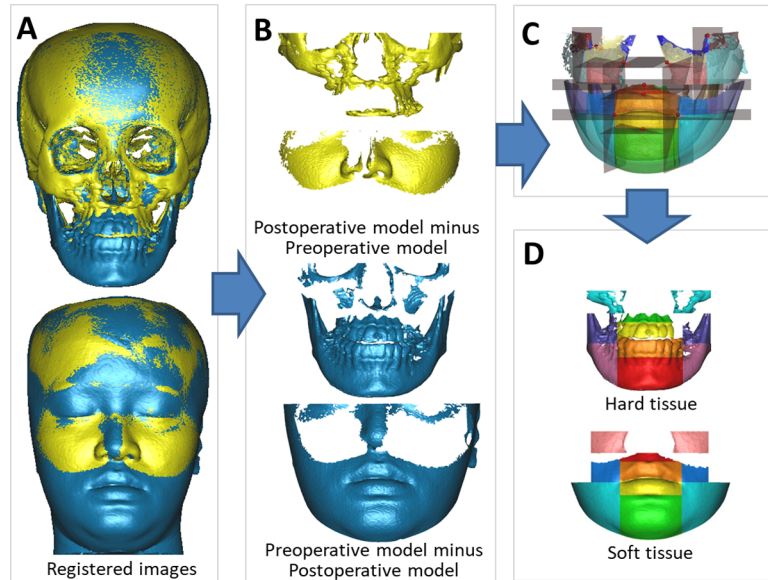 A
Registered images
B
Postoperative model minus
Preoperative model
Preoperative model minus
Postoperative model
C
D
Hard tissue
Soft tissue